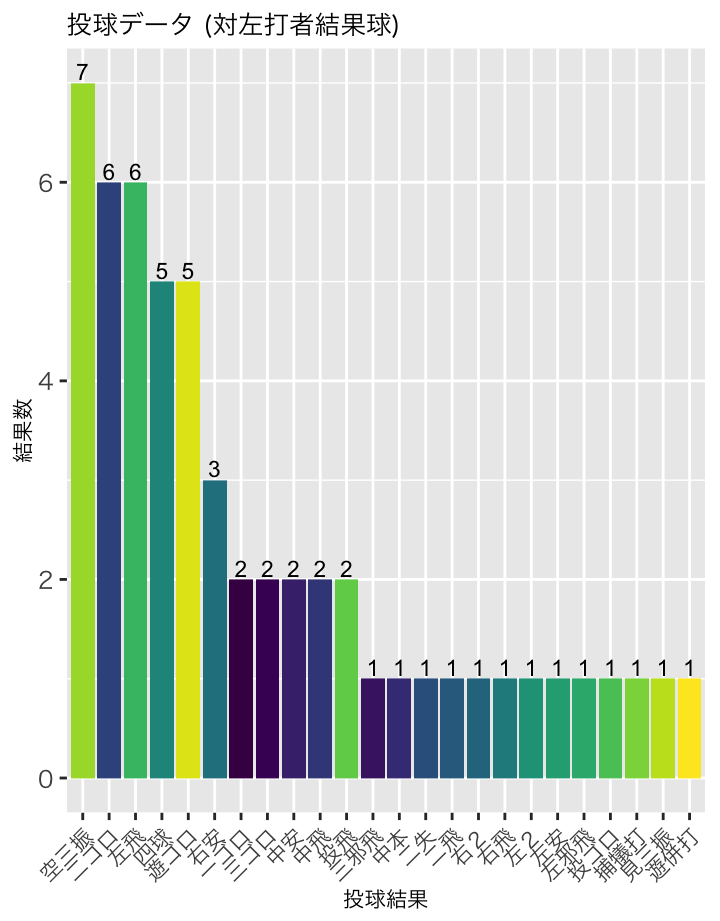 投球データ (対左打者結果球)
結果数
6
4
2
0
7
6
6
5
5
3
2
2
2
2
2
1
1
1
1
1
1
1
1
1
1
1
1
1
空三振
二ゴロ
左飛
四球
遊ゴロ
右安
一ゴロ
三ゴロ
中安
中飛
投飛
三邪飛
中本
二失
二飛
右２
右飛
左２
左安
左邪飛
投ゴロ
捕犠打
見三振
遊併打
投球結果